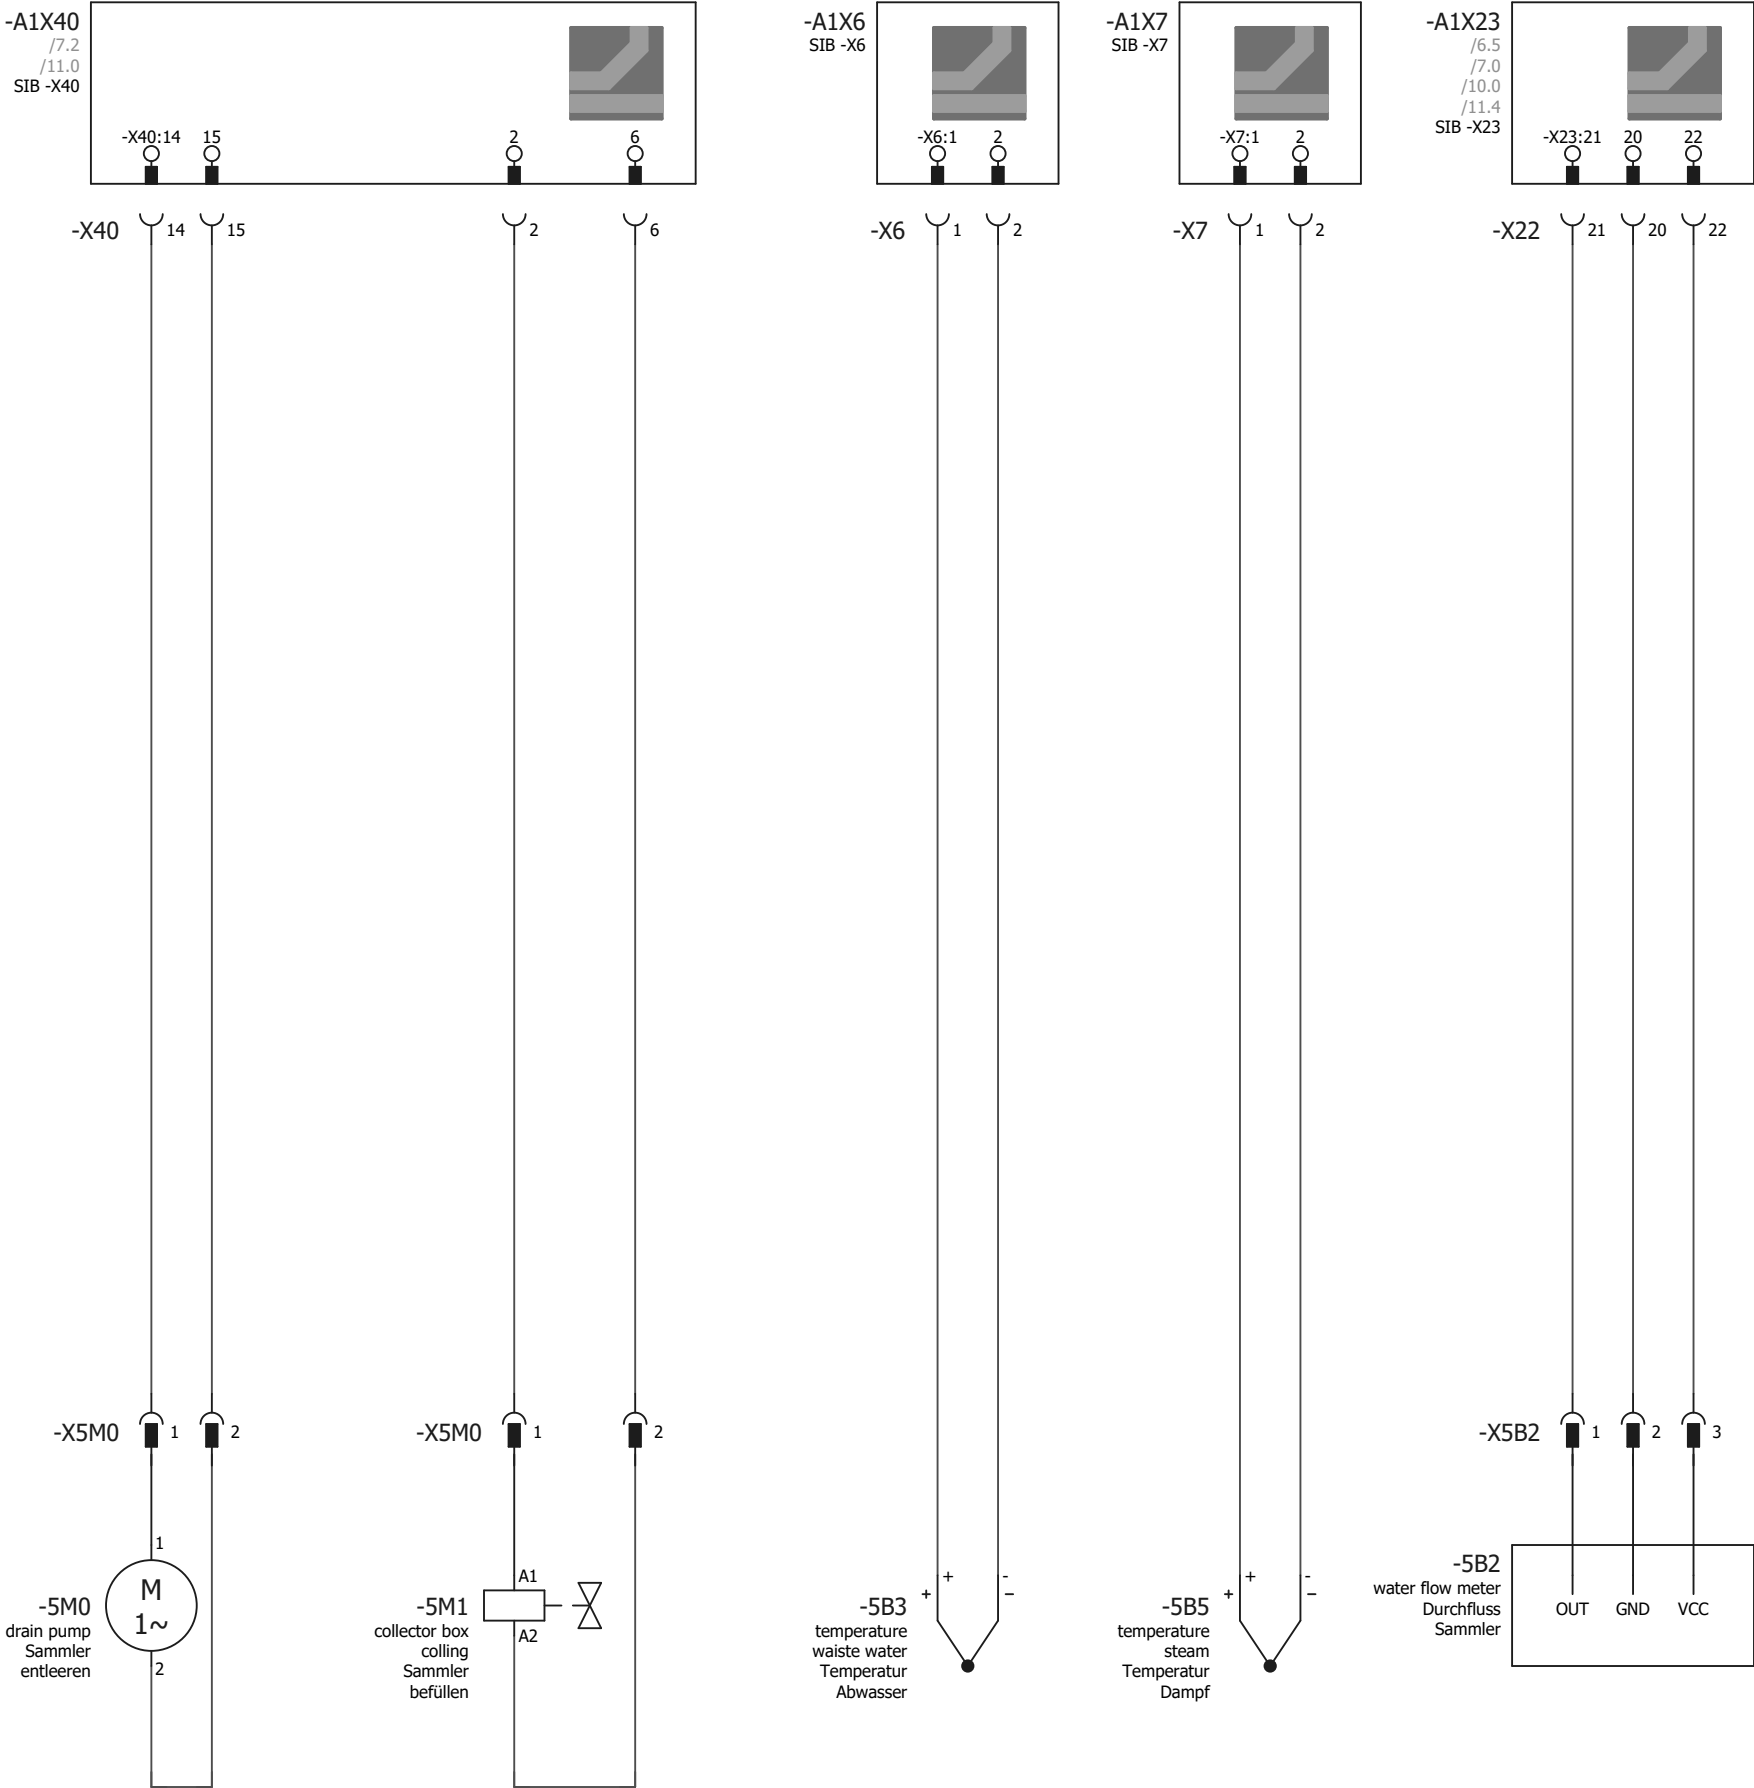 -A1X40
/7.2
/11.0
SIB -X40
-X40:14 15 2 6
-X40 14 15 2 6
-A1X6
SIB -X6
-X6:1 2
-X6 1 2
-A1X7
SIB -X7
-X7:1 2
-X7 1 2
-A1X23
/6.5
/7.0
/10.0
/11.4
SIB -X23
-X23:21 20 22
-X22 21 20 22
-X5M0 1 2
1
M
1~
2
-5M0
drain pump
Sammler
entleeren
-X5M0 1 2
A1
A2
-5M1
collector box
colling
Sammler
befüllen
+ -
+ −
-5B3
temperature
waiste water
Temperatur
Abwasser
+ -
+ −
-5B5
temperature
steam
Temperatur
Dampf
-X5B2 1 2 3
-5B2
water flow meter
Durchfluss
Sammler
OUT GND VCC